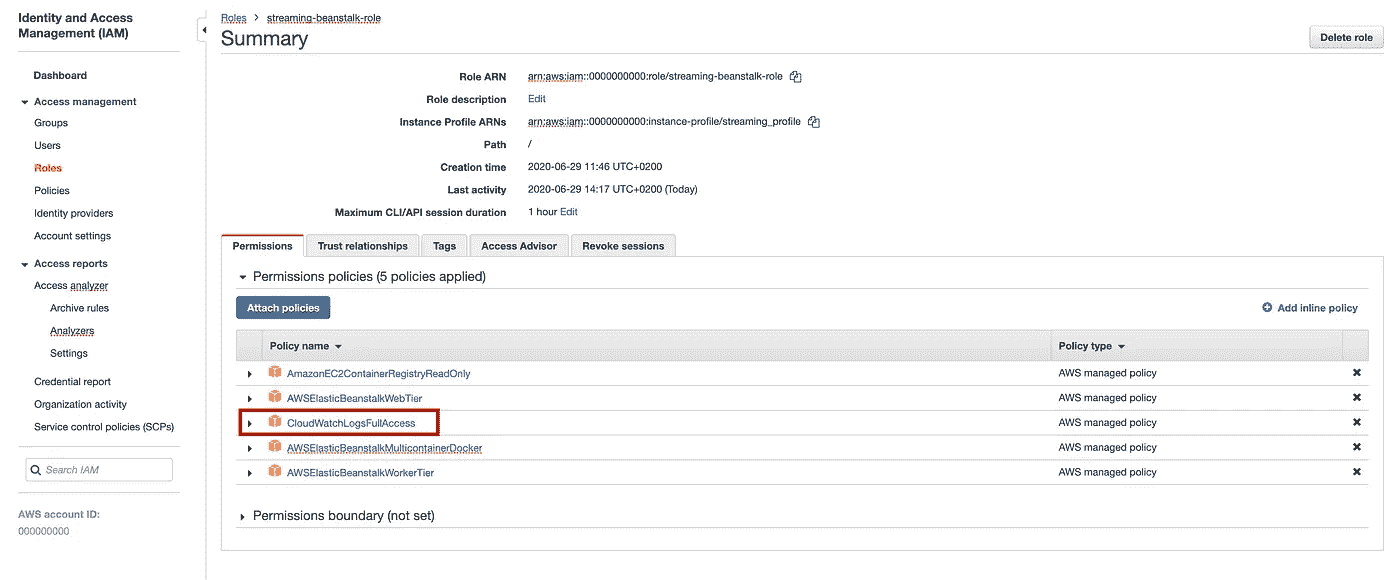 Identity and Access
Management (IAM)
Dashboard
Access management
Groups
Users
Roles
Policies
Identity providers
Account settings
Access reports
Access analyzer
Archive rules
Analyzers
Settings
Credential report
Organization activity
Service control policies (SCPs)
Search IAM
AWS account ID:
000000000
Roles > streaming-beanstalk-role
Summary
Delete role
Role ARN arn:aws:iam::0000000000:role/streaming-beanstalk-role
Role description Edit
Instance Profile ARNs arn:aws:iam::0000000000:instance-profile/streaming_profile
Path /
Creation time 2020-06-29 11:46 UTC+0200
Last activity 2020-06-29 14:17 UTC+0200 (Today)
Maximum CLI/API session duration 1 hour Edit
Permissions Trust relationships Tags Access Advisor Revoke sessions
Permissions policies (5 policies applied)
Attach policies Add inline policy
Policy name Policy type
AmazonEC2ContainerRegistryReadOnly AWS managed policy
AWSElasticBeanstalkWebTier AWS managed policy
CloudWatchLogsFullAccess AWS managed policy
AWSElasticBeanstalkMulticontainerDocker AWS managed policy
AWSElasticBeanstalkWorkerTier AWS managed policy
Permissions boundary (not set)